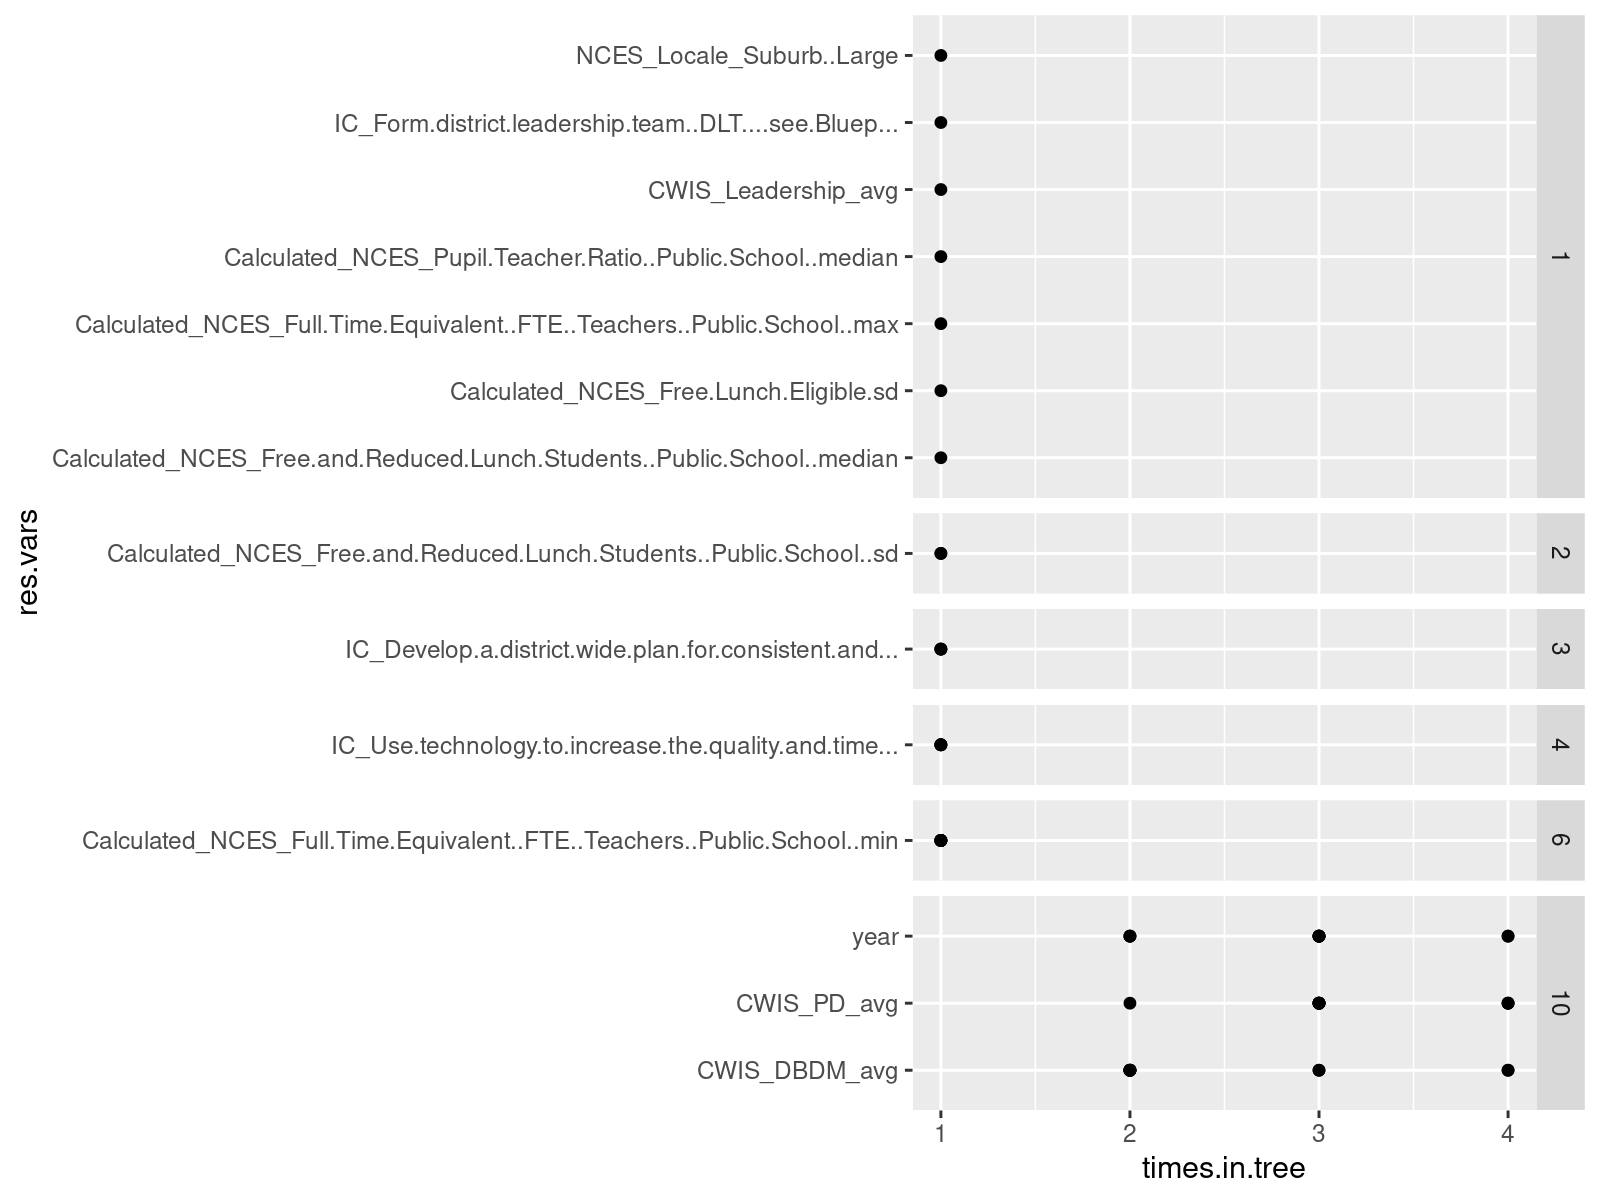 NCES_Locale_Suburb..Large
IC_Form.district.leadership.team..DLT....see.Bluep...
CWIS_Leadership_avg
Calculated_NCES_Pupil.Teacher.Ratio..Public.School..median
Calculated_NCES_Full.Time.Equivalent..FTE..Teachers..Public.School..max
Calculated_NCES_Free.Lunch.Eligible.sd
Calculated_NCES_Free.and.Reduced.Lunch.Students..Public.School..median
1
Calculated_NCES_Free.and.Reduced.Lunch.Students..Public.School..sd
2
IC_Develop.a.district.wide.plan.for.consistent.and...
3
IC_Use.technology.to.increase.the.quality.and.time...
4
Calculated_NCES_Full.Time.Equivalent..FTE..Teachers..Public.School..min
6
year
CWIS_PD_avg
CWIS_DBDM_avg
10
res.vars
1 2 3 4
times.in.tree